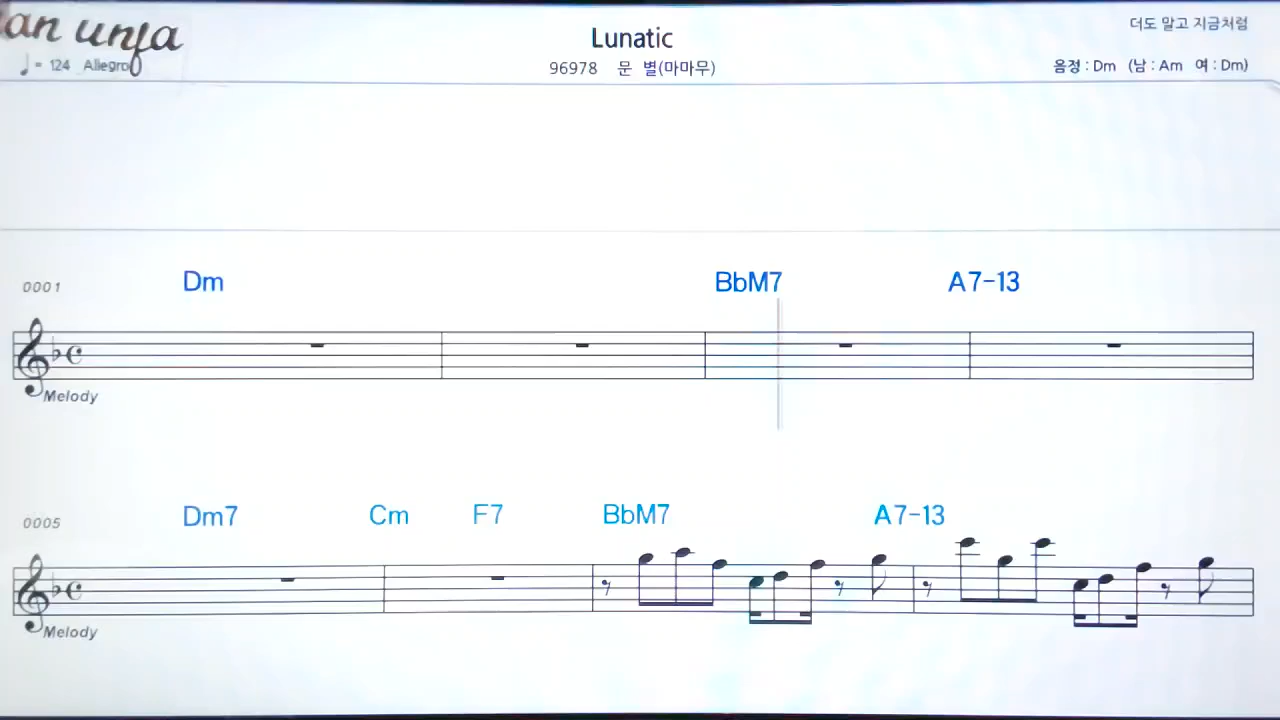 an unja
♩ = 124 Allegro
Lunatic
96978 문 별(마마무)
더도 말고 지금처럼
음정 : Dm (남 : Am 여 : Dm)
0001 Dm BbM7 A7-13
Melody
0005 Dm7 Cm F7 BbM7 A7-13
Melody